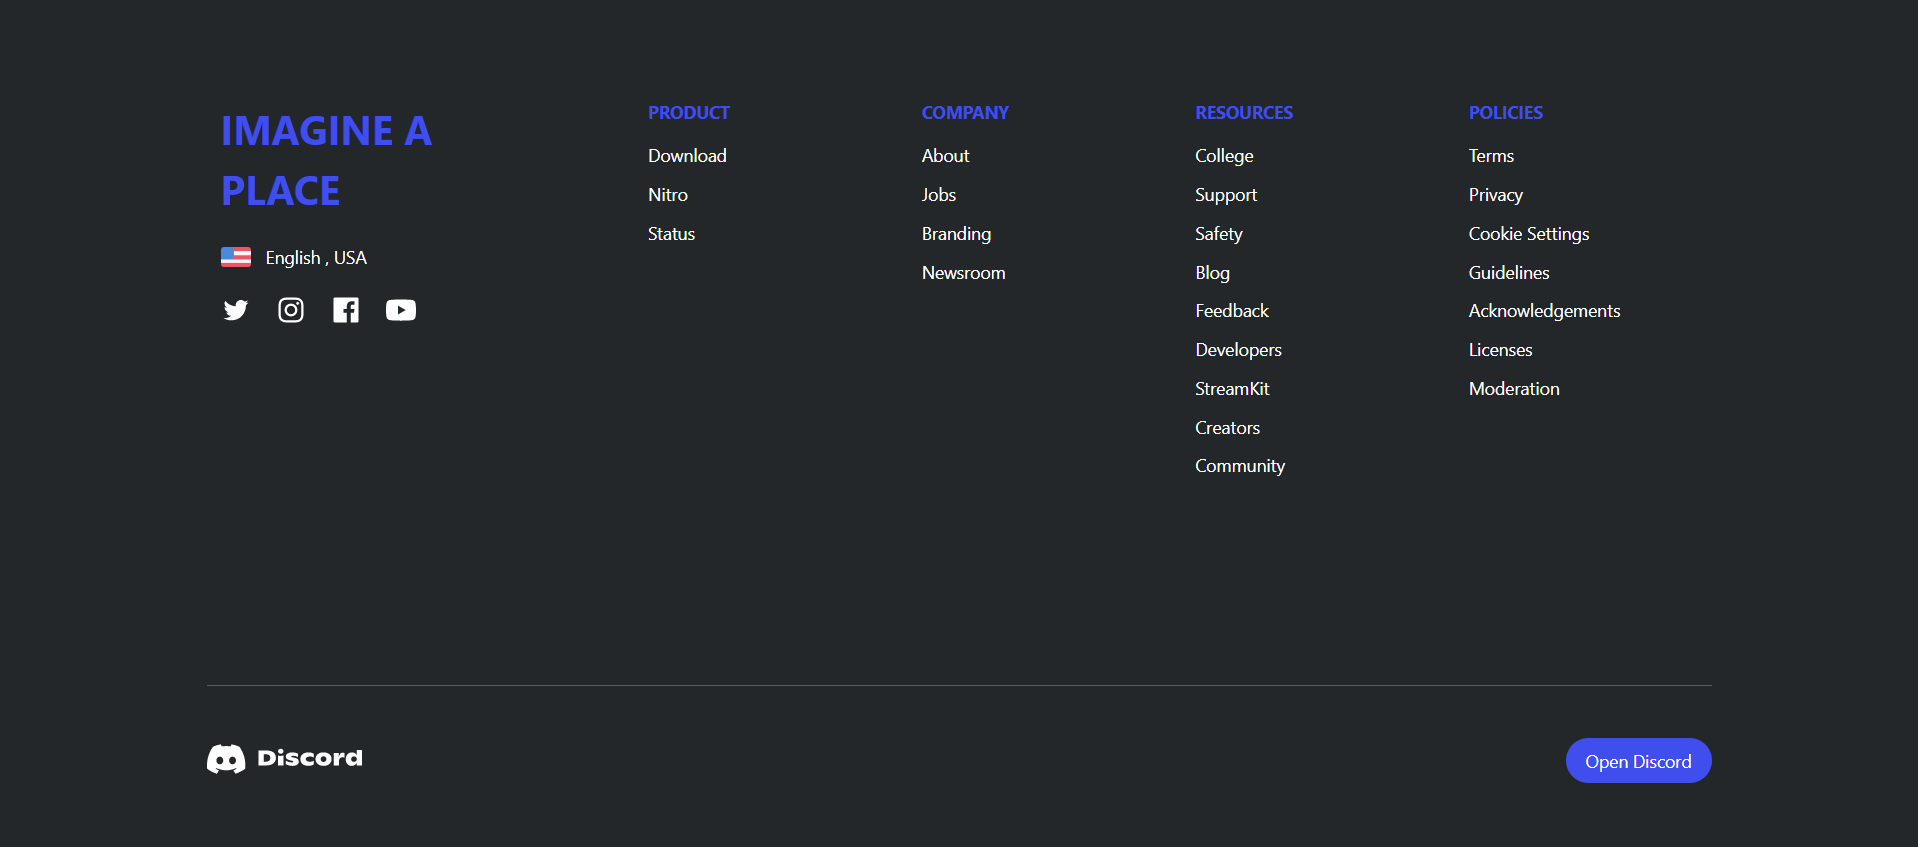 IMAGINE A
PLACE
English , USA
PRODUCT
Download
Nitro
Status
COMPANY
About
Jobs
Branding
Newsroom
RESOURCES
College
Support
Safety
Blog
Feedback
Developers
StreamKit
Creators
Community
POLICIES
Terms
Privacy
Cookie Settings
Guidelines
Acknowledgements
Licenses
Moderation
Discord
Open Discord